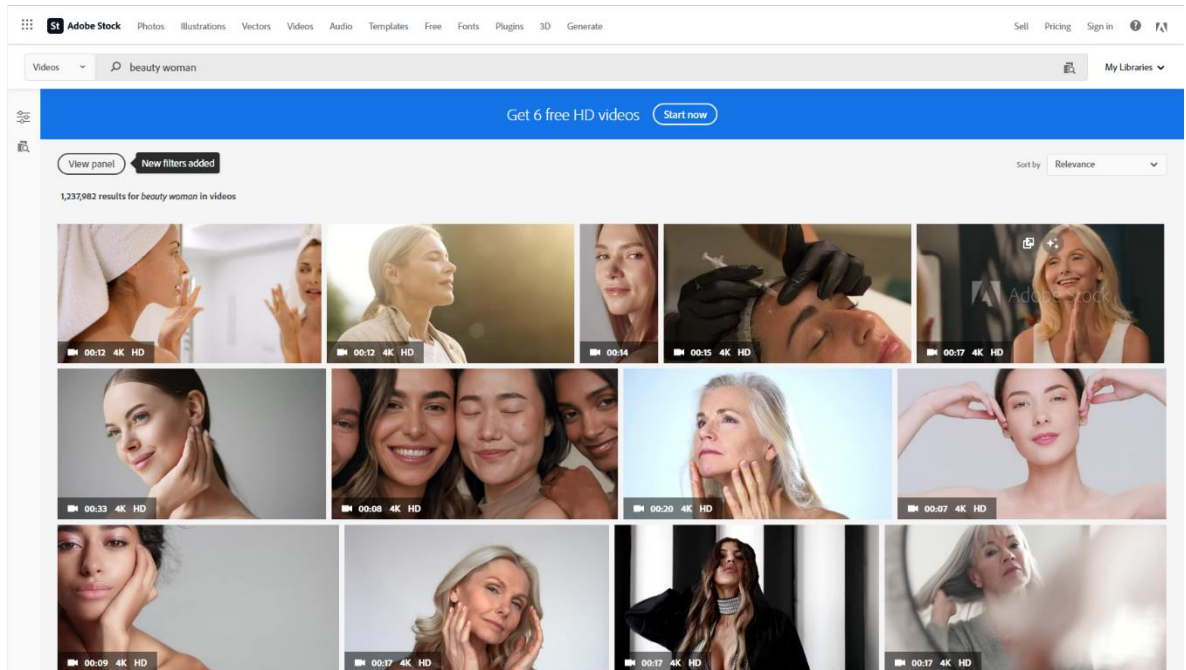 St Adobe Stock Photos Illustrations Vectors Videos Audio Templates Free Fonts Plugins 3D Generate Sell Pricing Sign in ?
Videos beauty woman My Libraries
Get 6 free HD videos Start now
View panel New filters added Sort by Relevance
1,237,982 results for beauty woman in videos
Adobe Stock
00:12 4K HD 00:12 4K HD 00:14 00:15 4K HD 00:17 4K HD
00:33 4K HD 00:08 4K HD 00:20 4K HD 00:07 4K HD
00:09 4K HD 00:17 4K HD 00:17 4K HD 00:17 4K HD